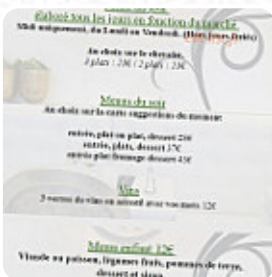 élaboré tous les jours en fonction du marché
Midi uniquement, du Lundi au Vendredi. (Hors Jours fériés)
Au choix sur le chevalet,
3 plats : 28€ / 2 plats : 23€
Menus du soir
Au choix sur la carte suggestions du moment
entrée, plat ou plat, dessert
entrée, plats, dessert 37€
entrée plat fromage dessert
Vins
3 verres de vins en accord avec vos mets 12€
Menu enfant 12€
Viande ou poisson, légumes frais, pommes de terre,
dessert et sirop